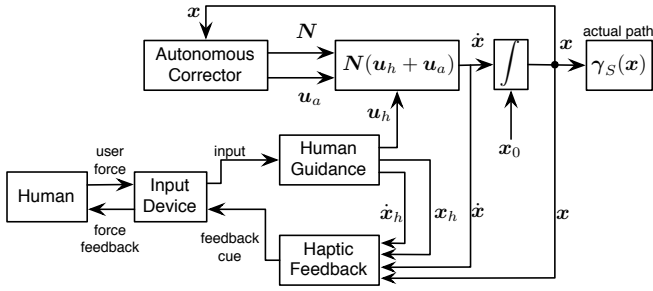 x
N
ẋ
x
actual path
Autonomous
Corrector
N(u_h + u_a)
∫
γ_S(x)
u_a
u_h
x_0
user
force
input
Human
Guidance
Human
Input
Device
ẋ_h
x_h
ẋ
x
force
feedback
feedback
cue
Haptic
Feedback